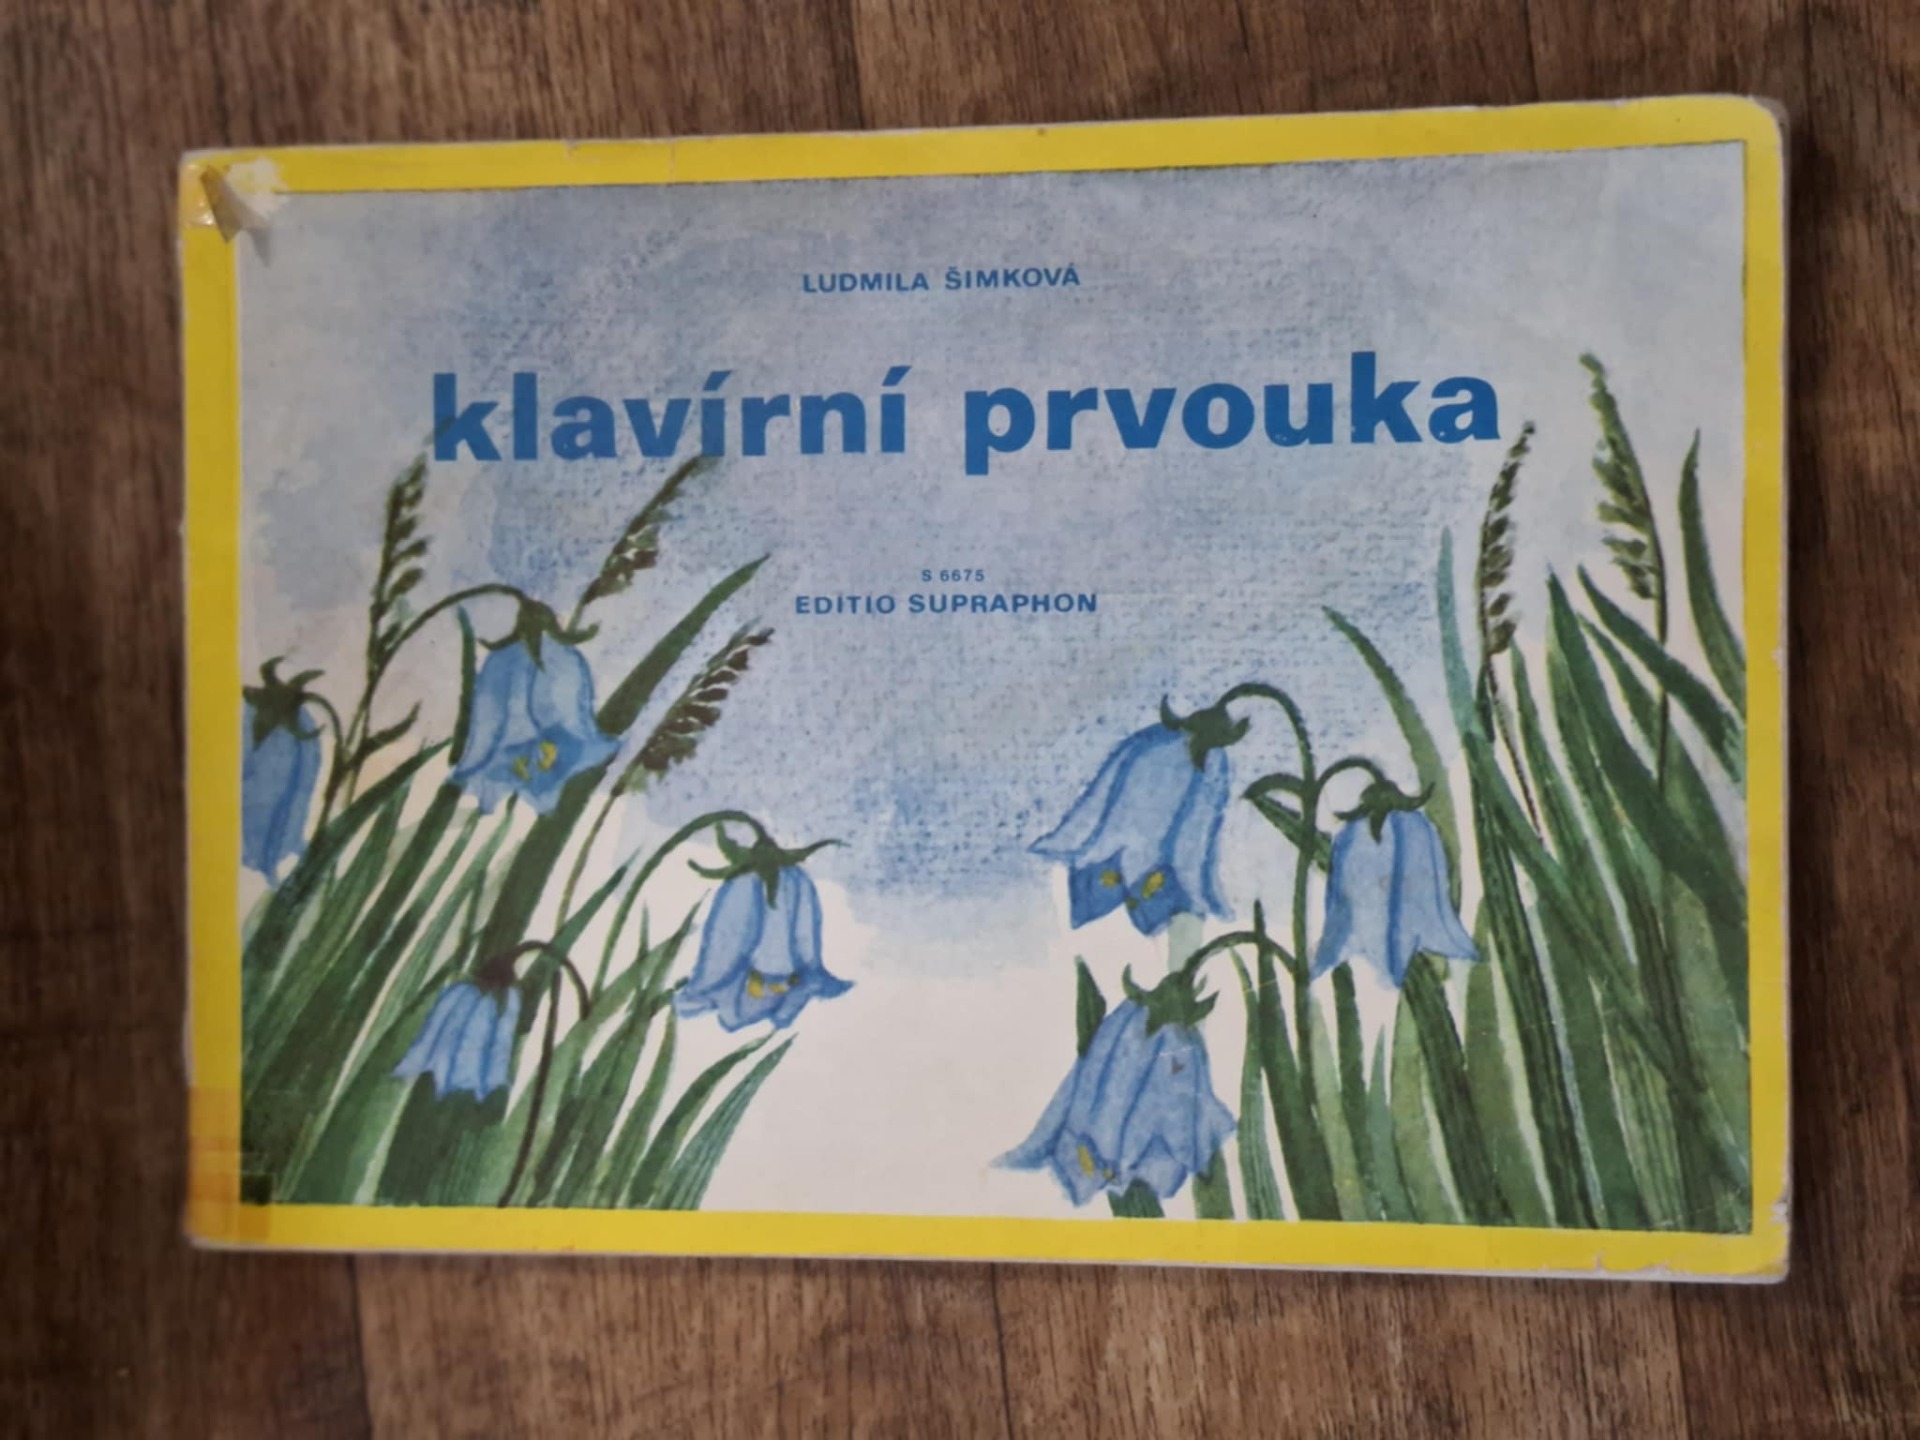 LUDMILA ŠIMKOVÁ
klavírní prvouka
S 6675
EDITIO SUPRAPHON